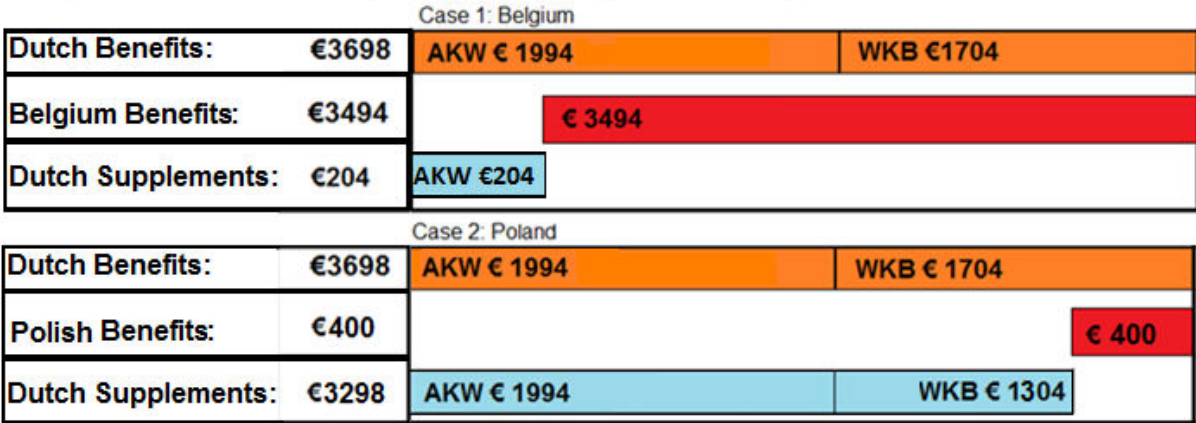 Case 1: Belgium
Dutch Benefits: €3698 AKW € 1994 WKB €1704
Belgium Benefits: €3494 € 3494
Dutch Supplements: €204 AKW €204
Case 2: Poland
Dutch Benefits: €3698 AKW € 1994 WKB € 1704
Polish Benefits: €400 € 400
Dutch Supplements: €3298 AKW € 1994 WKB € 1304